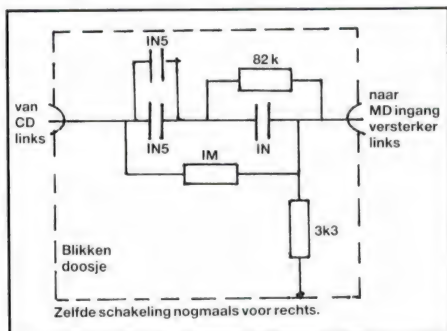 IN5
82 k
van
CD
links
naar
MD ingang
versterker
links
IN5
IN
IM
3k3
Blikken
doosje
Zelfde schakeling nogmaals voor rechts.